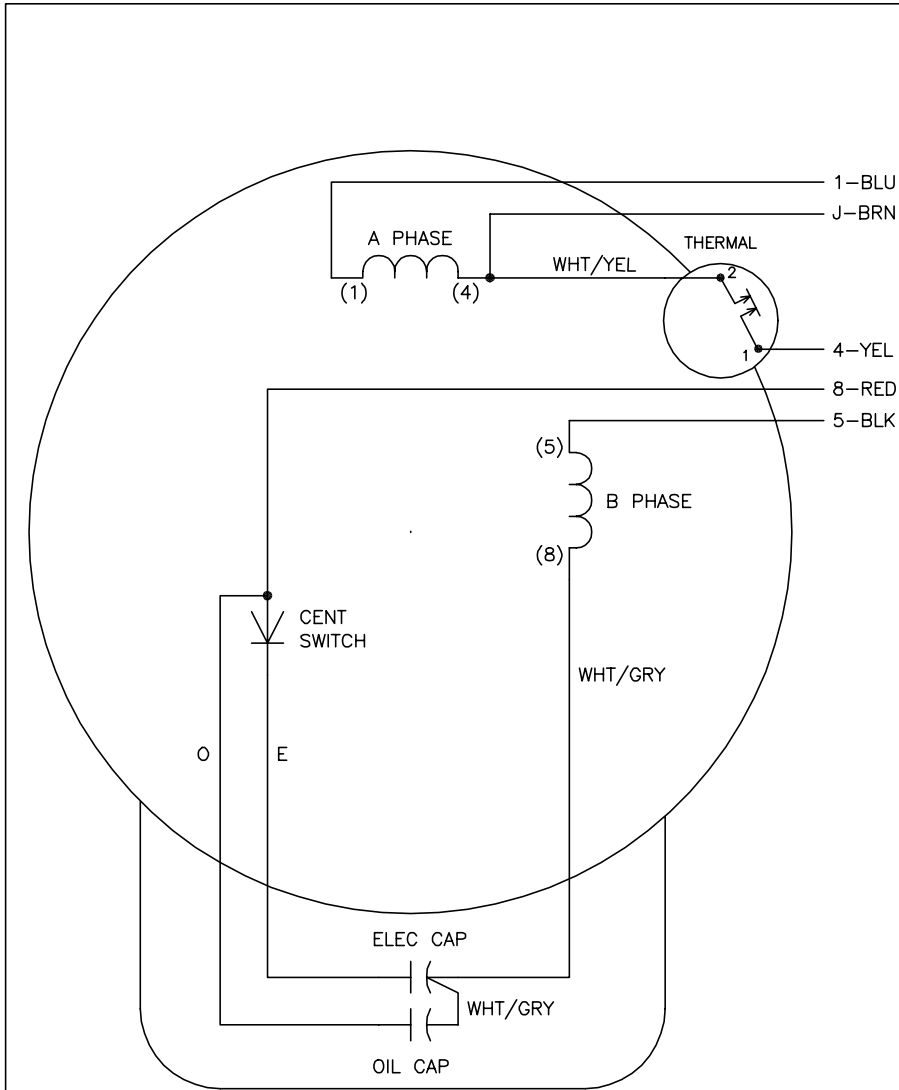 1-BLU
J-BRN
A PHASE
THERMAL
WHT/YEL
2
(1)
(4)
1
4-YEL
8-RED
5-BLK
(5)
B PHASE
(8)
CENT
SWITCH
WHT/GRY
O
E
ELEC CAP
WHT/GRY
OIL CAP